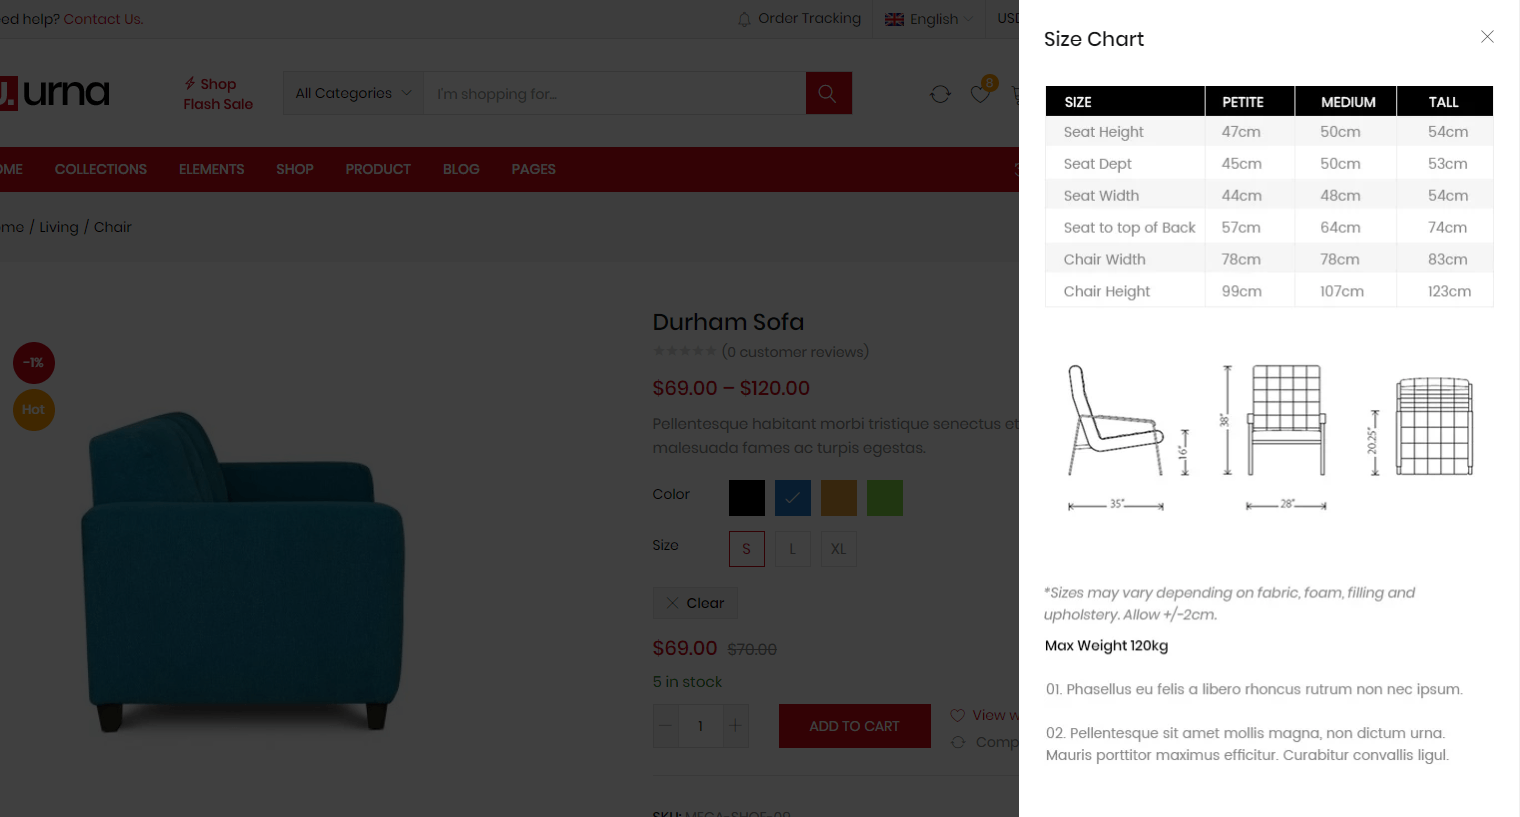 ed help? Contact Us.
Order Tracking
English
USD
u. urna
Shop
Flash Sale
All Categories
I'm shopping for...
8
OME
COLLECTIONS
ELEMENTS
SHOP
PRODUCT
BLOG
PAGES
ome / Living / Chair
-1%
Hot
Durham Sofa
(0 customer reviews)
$69.00 – $120.00
Pellentesque habitant morbi tristique senectus et
malesuada fames ac turpis egestas.
Color
Size
S
L
XL
Clear
$69.00 $70.00
5 in stock
1
ADD TO CART
View w
Comp
Size Chart
SIZE PETITE MEDIUM TALL
Seat Height 47cm 50cm 54cm
Seat Dept 45cm 50cm 53cm
Seat Width 44cm 48cm 54cm
Seat to top of Back 57cm 64cm 74cm
Chair Width 78cm 78cm 83cm
Chair Height 99cm 107cm 123cm
16"
35"
38"
28"
20.25"
*Sizes may vary depending on fabric, foam, filling and
upholstery. Allow +/-2cm.
Max Weight 120kg
01. Phasellus eu felis a libero rhoncus rutrum non nec ipsum.
02. Pellentesque sit amet mollis magna, non dictum urna.
Mauris porttitor maximus efficitur. Curabitur convallis ligul.